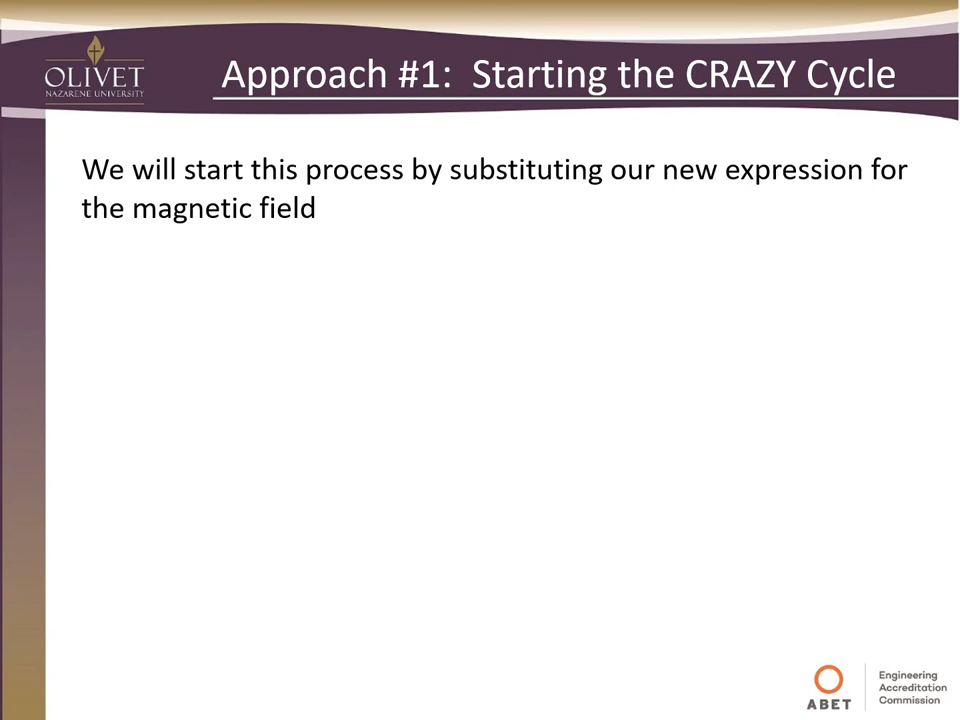 OLIVET
NAZARENE UNIVERSITY
Approach #1: Starting the CRAZY Cycle
We will start this process by substituting our new expression for
the magnetic field
ABET
Engineering
Accreditation
Commission